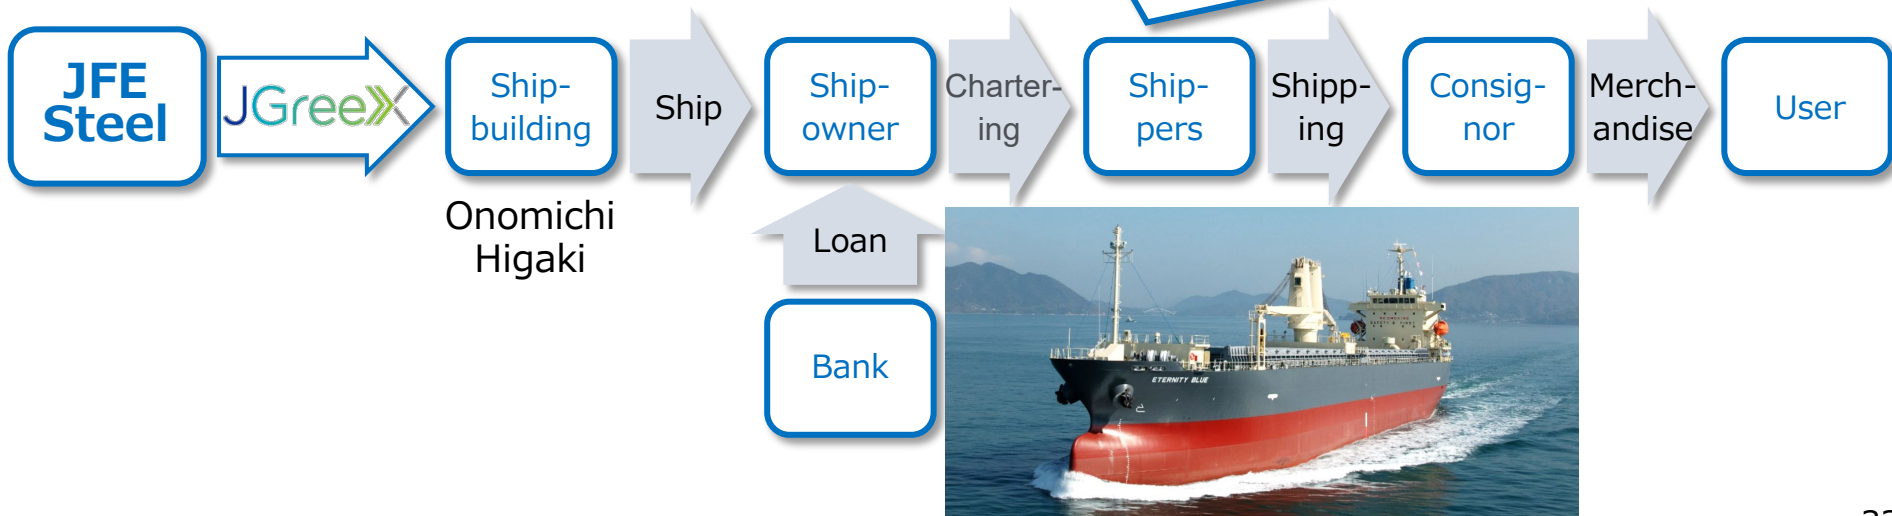 JFE
Steel
JGreeX
Ship-
building
Ship
Ship-
owner
Charter-
ing
Ship-
pers
Shipp-
ing
Consig-
nor
Merch-
andise
User
Onomichi
Higaki
Loan
Bank
ETERNITY BLUE